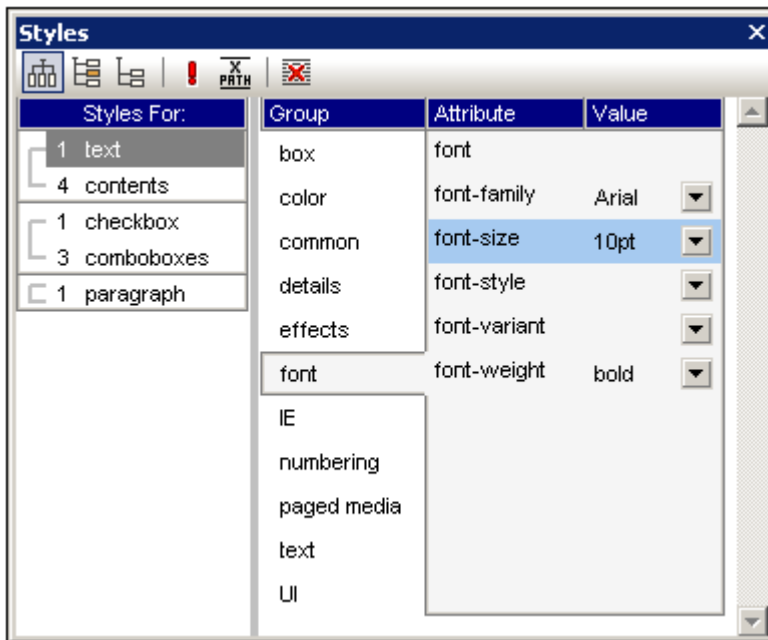 Styles
! X PATH
Styles For:
1 text
4 contents
1 checkbox
3 comboboxes
1 paragraph
Group Attribute Value
box font
color font-family Arial
common font-size 10pt
details font-style
effects font-variant
font font-weight bold
IE
numbering
paged media
text
UI